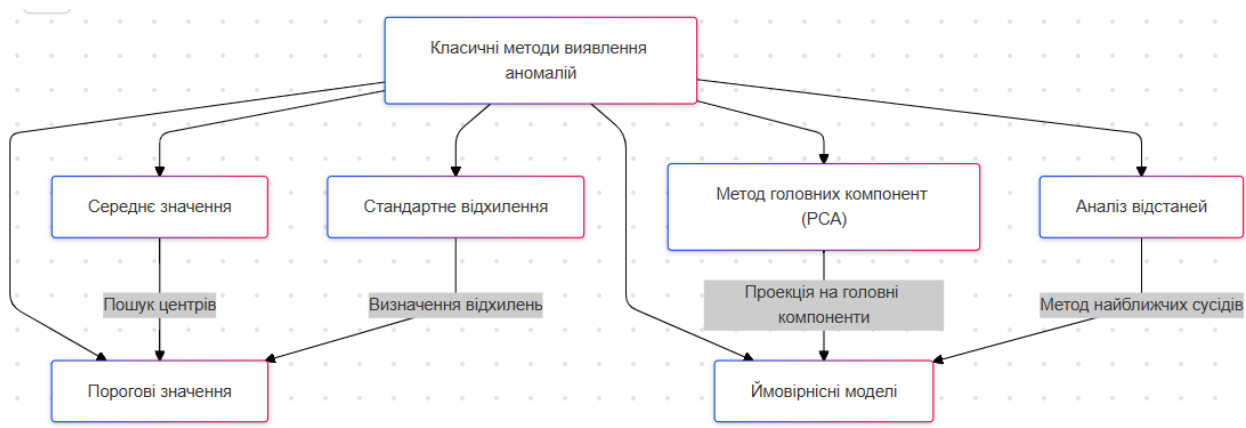 Класичні методи виявлення
аномалій
Середнє значення
Стандартне відхилення
Метод головних компонент
(PCA)
Аналіз відстаней
Пошук центрів
Визначення відхилень
Проекція на головні
компоненти
Метод найближчих сусідів
Порогові значення
Ймовірнісні моделі